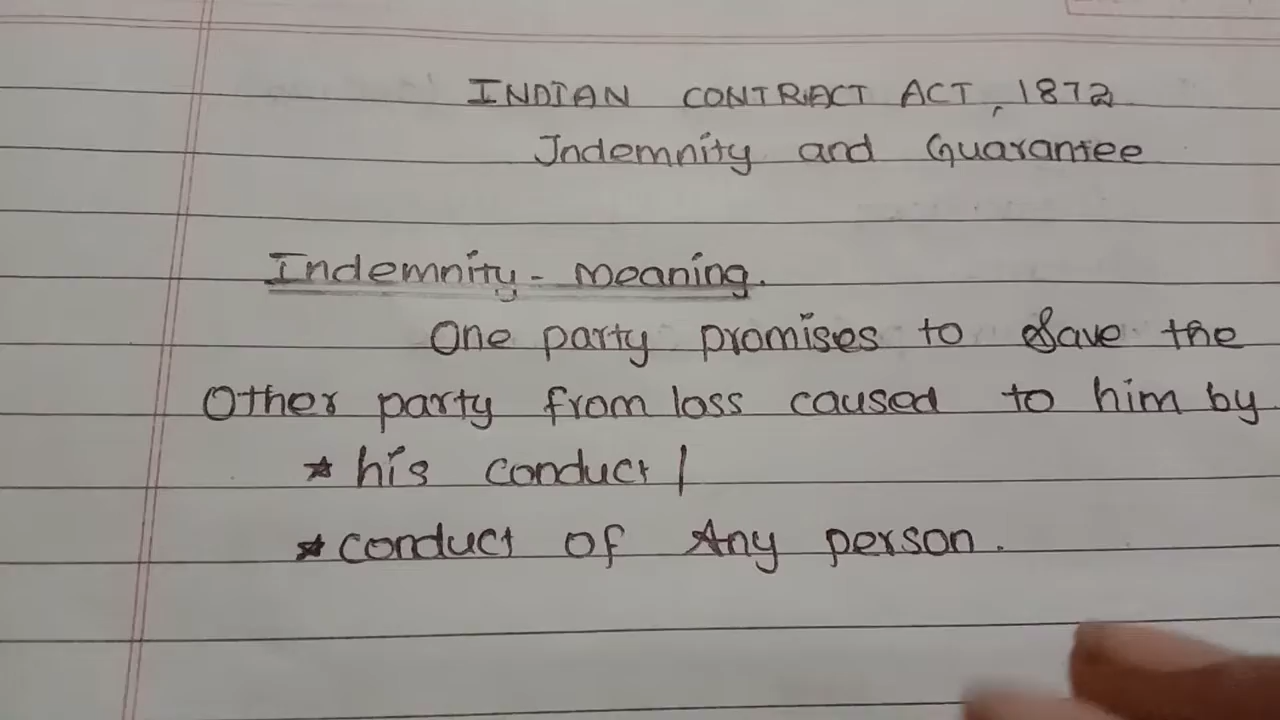 INDIAN CONTRACT ACT, 1872
Indemnity and Guarantee
Indemnity - meaning.
One party promises to Save the
Other party from loss caused to him by
* his conduct /
* conduct of Any person.